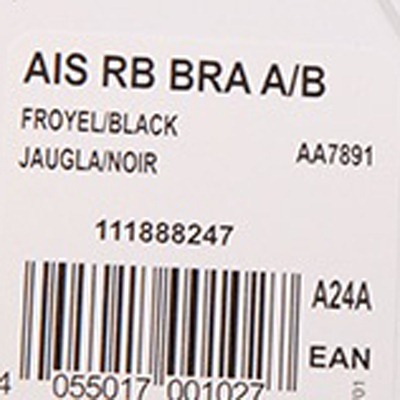 AIS RB BRA A/B
FROYEL/BLACK
JAUGLA/NOIR
AA7891
111888247
A24A
EAN
4 055017 001027